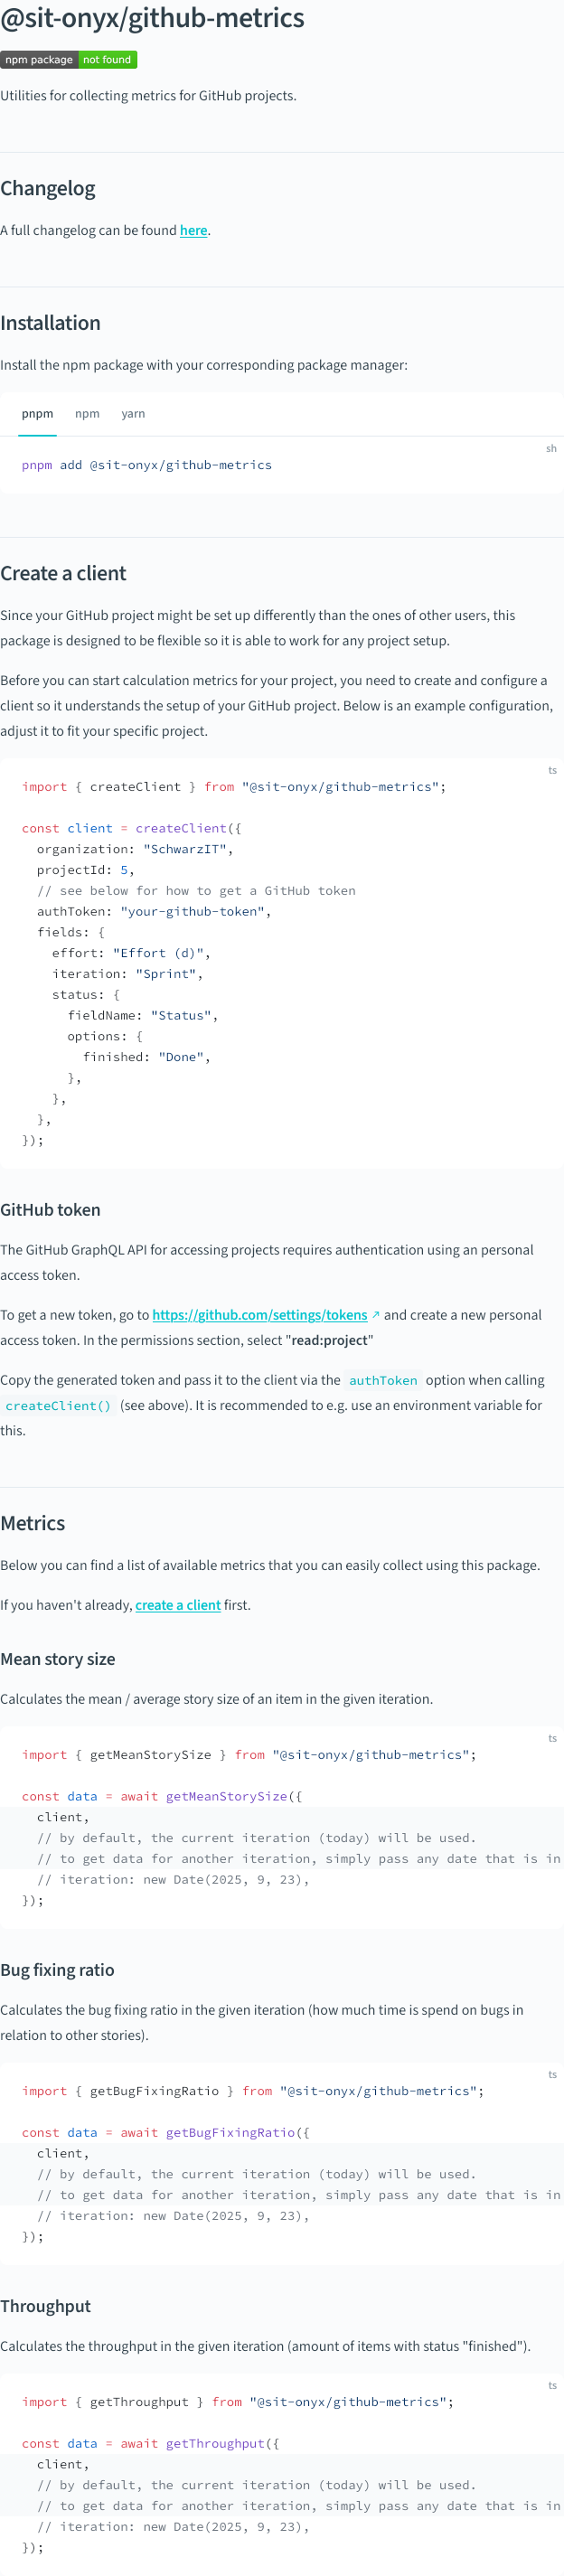 @sit-onyx/github-metrics
npm package not found
Utilities for collecting metrics for GitHub projects.
Changelog
A full changelog can be found here.
Installation
Install the npm package with your corresponding package manager:
pnpm npm yarn
sh
pnpm add @sit-onyx/github-metrics
Create a client
Since your GitHub project might be set up differently than the ones of other users, this
package is designed to be flexible so it is able to work for any project setup.
Before you can start calculation metrics for your project, you need to create and configure a
client so it understands the setup of your GitHub project. Below is an example configuration,
adjust it to fit your specific project.
ts
import { createClient } from "@sit-onyx/github-metrics";
const client = createClient({
  organization: "SchwarzIT",
  projectId: 5,
  // see below for how to get a GitHub token
  authToken: "your-github-token",
  fields: {
    effort: "Effort (d)",
    iteration: "Sprint",
    status: {
      fieldName: "Status",
      options: {
        finished: "Done",
      },
    },
  },
});
GitHub token
The GitHub GraphQL API for accessing projects requires authentication using an personal
access token.
To get a new token, go to https://github.com/settings/tokens ↗ and create a new personal
access token. In the permissions section, select "read:project"
Copy the generated token and pass it to the client via the authToken option when calling
createClient() (see above). It is recommended to e.g. use an environment variable for
this.
Metrics
Below you can find a list of available metrics that you can easily collect using this package.
If you haven't already, create a client first.
Mean story size
Calculates the mean / average story size of an item in the given iteration.
ts
import { getMeanStorySize } from "@sit-onyx/github-metrics";
const data = await getMeanStorySize({
  client,
  // by default, the current iteration (today) will be used.
  // to get data for another iteration, simply pass any date that is in
  // iteration: new Date(2025, 9, 23),
});
Bug fixing ratio
Calculates the bug fixing ratio in the given iteration (how much time is spend on bugs in
relation to other stories).
ts
import { getBugFixingRatio } from "@sit-onyx/github-metrics";
const data = await getBugFixingRatio({
  client,
  // by default, the current iteration (today) will be used.
  // to get data for another iteration, simply pass any date that is in
  // iteration: new Date(2025, 9, 23),
});
Throughput
Calculates the throughput in the given iteration (amount of items with status "finished").
ts
import { getThroughput } from "@sit-onyx/github-metrics";
const data = await getThroughput({
  client,
  // by default, the current iteration (today) will be used.
  // to get data for another iteration, simply pass any date that is in
  // iteration: new Date(2025, 9, 23),
});